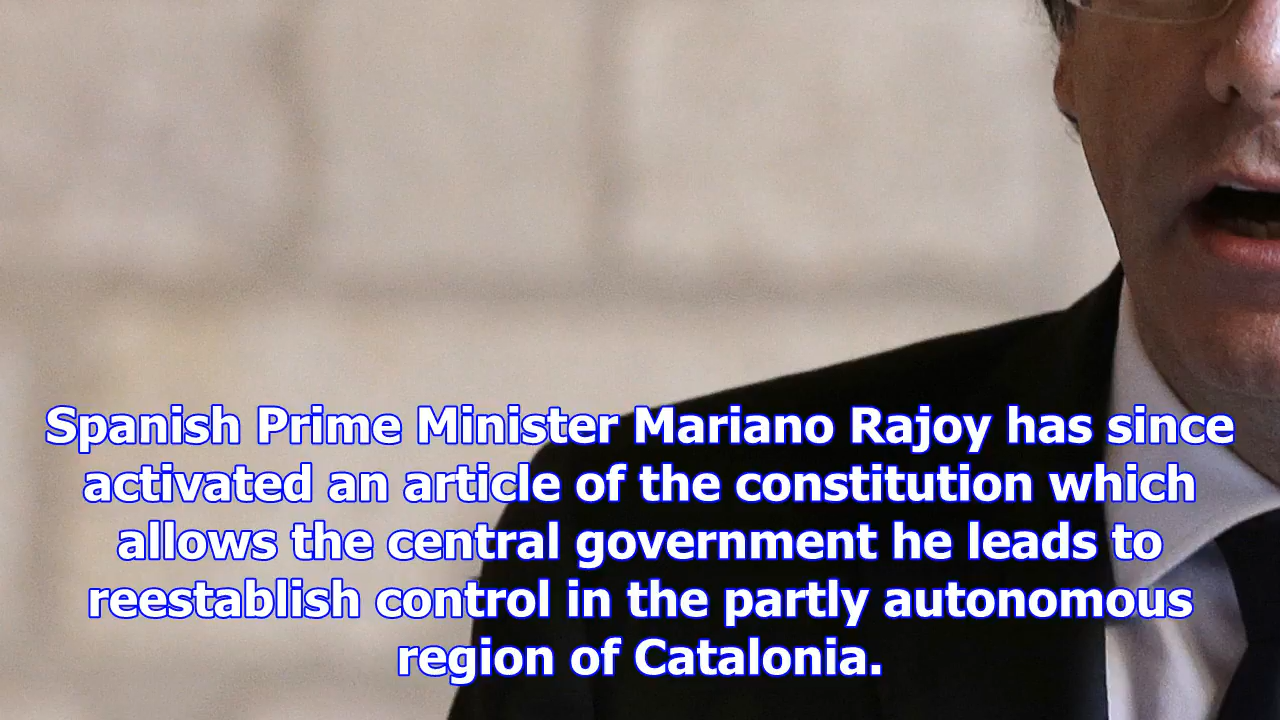 Spanish Prime Minister Mariano Rajoy has since
activated an article of the constitution which
allows the central government he leads to
reestablish control in the partly autonomous
region of Catalonia.